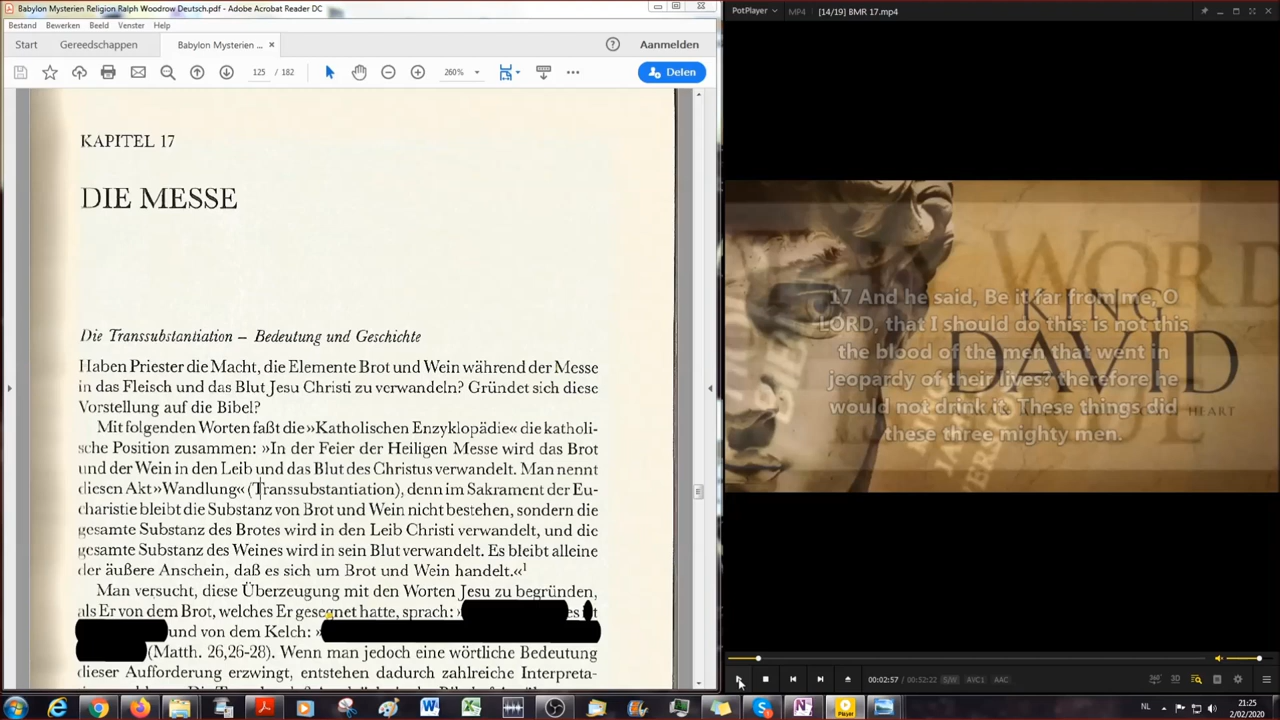 Babylon Mysterien Religion Ralph Woodrow Deutsch.pdf - Adobe Acrobat Reader DC
Bestand Bewerken Beeld Venster Help
Start Gereedschappen Babylon Mysterien ... × Aanmelden
125 / 182 260% Delen
KAPITEL 17
DIE MESSE
Die Transsubstantiation – Bedeutung und Geschichte
Haben Priester die Macht, die Elemente Brot und Wein während der Messe
in das Fleisch und das Blut Jesu Christi zu verwandeln? Gründet sich diese
Vorstellung auf die Bibel?
Mit folgenden Worten faßt die »Katholischen Enzyklopädie« die katholi-
sche Position zusammen: »In der Feier der Heiligen Messe wird das Brot
und der Wein in den Leib und das Blut des Christus verwandelt. Man nennt
diesen Akt »Wandlung« (Transsubstantiation), denn im Sakrament der Eu-
charistie bleibt die Substanz von Brot und Wein nicht bestehen, sondern die
gesamte Substanz des Brotes wird in den Leib Christi verwandelt, und die
gesamte Substanz des Weines wird in sein Blut verwandelt. Es bleibt alleine
der äußere Anschein, daß es sich um Brot und Wein handelt.«1
Man versucht, diese Überzeugung mit den Worten Jesu zu begründen,
als Er von dem Brot, welches Er gesegnet hatte, sprach: ›
und von dem Kelch: »
(Matth. 26,26-28). Wenn man jedoch eine wörtliche Bedeutung
dieser Aufforderung erzwingt, entstehen dadurch zahlreiche Interpreta-
PotPlayer MP4 [14/19] BMR 17.mp4
WORD
KING
DAVID
HEART
17 And he said, Be it far from me, O
LORD, that I should do this: is not this
the blood of the men that went in
jeopardy of their lives? therefore he
would not drink it. These things did
these three mighty men.
00:02:57 / 00:52:22 S/W AVC1 AAC
NL 21:25
2/02/2020